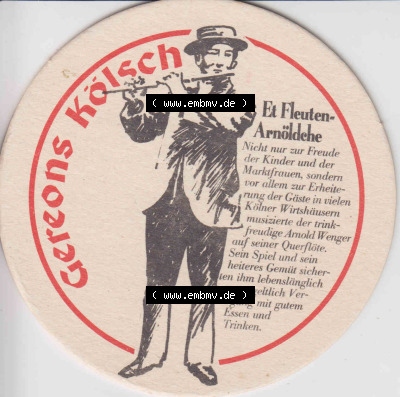 Gereons Kölsch
( www.embmv.de )
Et Fleuten-
Arnöldche
Nicht nur zur Freude
der Kinder und der
Marktfrauen, sondern
vor allem zur Erheite-
rung der Gäste in vielen
Kölner Wirtshäusern
musizierte der trink-
freudige Arnold Wenger
auf seiner Querflöte.
Sein Spiel und sein
heiteres Gemüt sicher-
ten ihm lebenslänglich
Ver-
mit gutem
Essen und
Trinken.
( www.embmv.de )